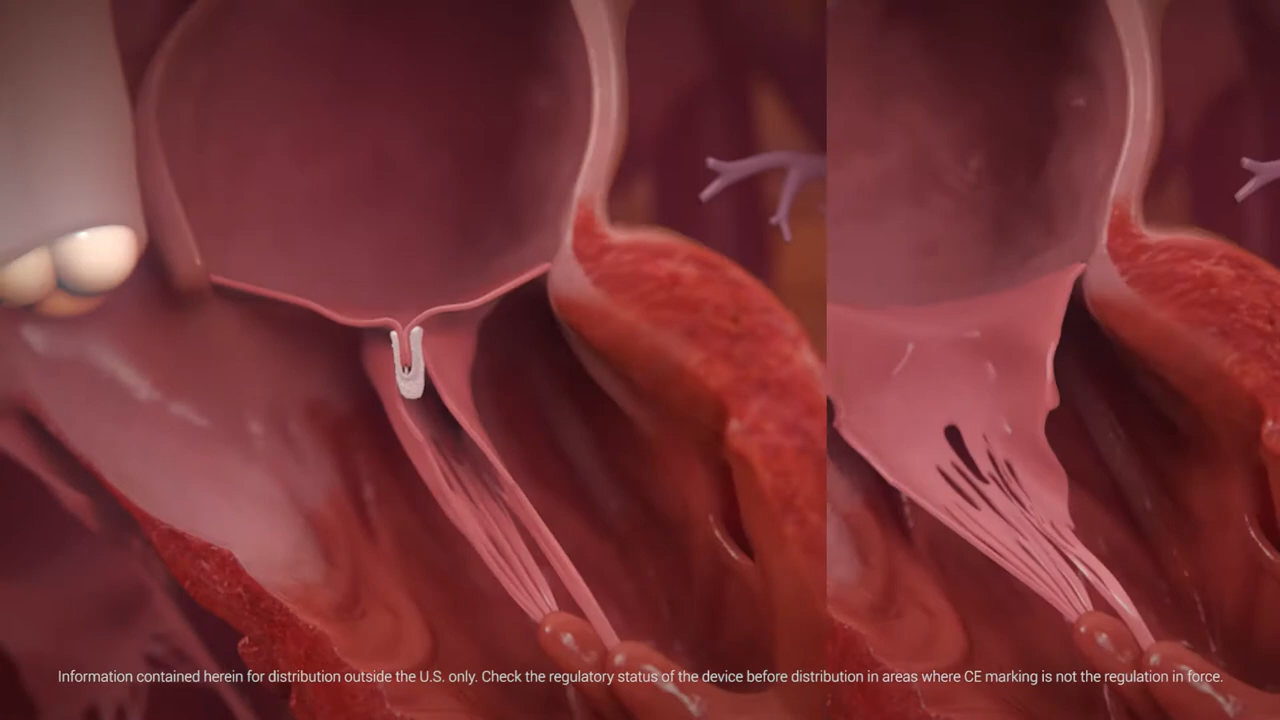 Information contained herein for distribution outside the U.S. only. Check the regulatory status of the device before distribution in areas where CE marking is not the regulation in force.